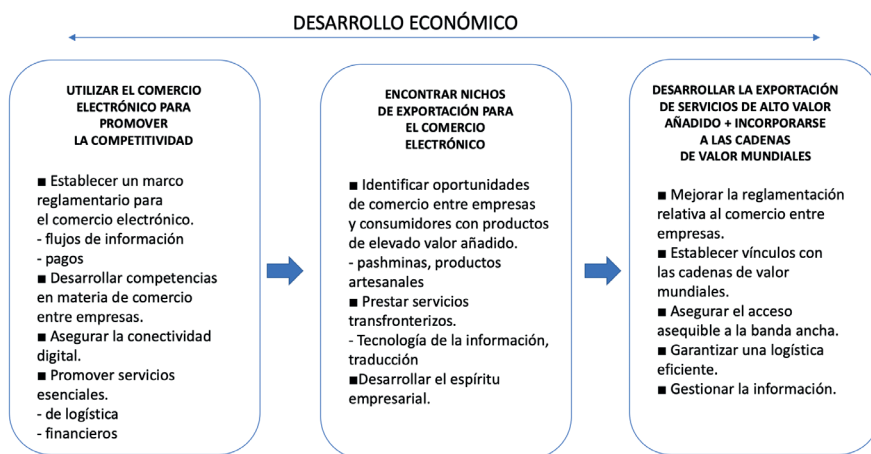 DESARROLLO ECONÓMICO
UTILIZAR EL COMERCIO
ELECTRÓNICO PARA
PROMOVER
LA COMPETITIVIDAD
■ Establecer un marco
reglamentario para
el comercio electrónico.
- flujos de información
- pagos
■ Desarrollar competencias
en materia de comercio
entre empresas.
■ Asegurar la conectividad
digital.
■ Promover servicios
esenciales.
- de logística
- financieros
ENCONTRAR NICHOS
DE EXPORTACIÓN PARA
EL COMERCIO
ELECTRÓNICO
■ Identificar oportunidades
de comercio entre empresas
y consumidores con productos
de elevado valor añadido.
- pashminas, productos
artesanales
■ Prestar servicios
transfronterizos.
- Tecnología de la información,
traducción
■Desarrollar el espíritu
empresarial.
DESARROLLAR LA EXPORTACIÓN
DE SERVICIOS DE ALTO VALOR
AÑADIDO + INCORPORARSE
A LAS CADENAS
DE VALOR MUNDIALES
■ Mejorar la reglamentación
relativa al comercio entre
empresas.
■ Establecer vínculos con
las cadenas de valor
mundiales.
■ Asegurar el acceso
asequible a la banda ancha.
■ Garantizar una logística
eficiente.
■ Gestionar la información.